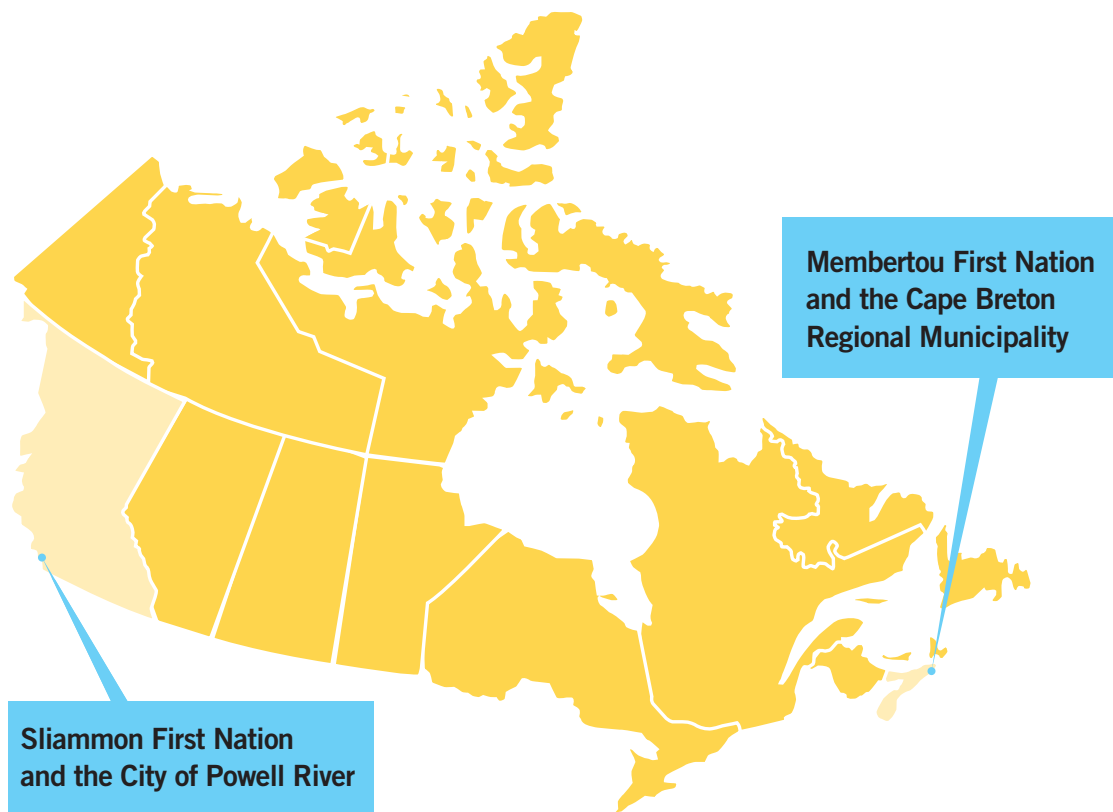 Membertou First Nation
and the Cape Breton
Regional Municipality
Sliammon First Nation
and the City of Powell River